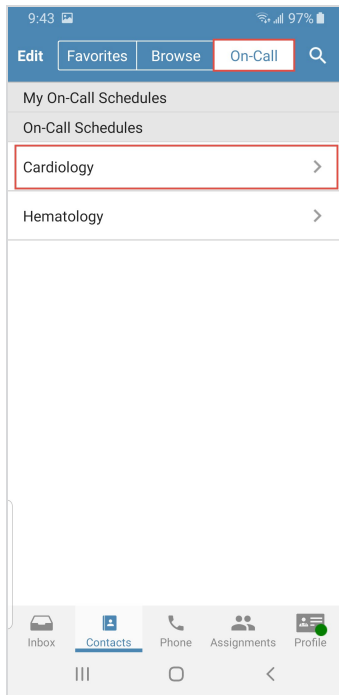 9:43 97%
Edit Favorites Browse On-Call
My On-Call Schedules
On-Call Schedules
Cardiology
Hematology
Inbox Contacts Phone Assignments Profile